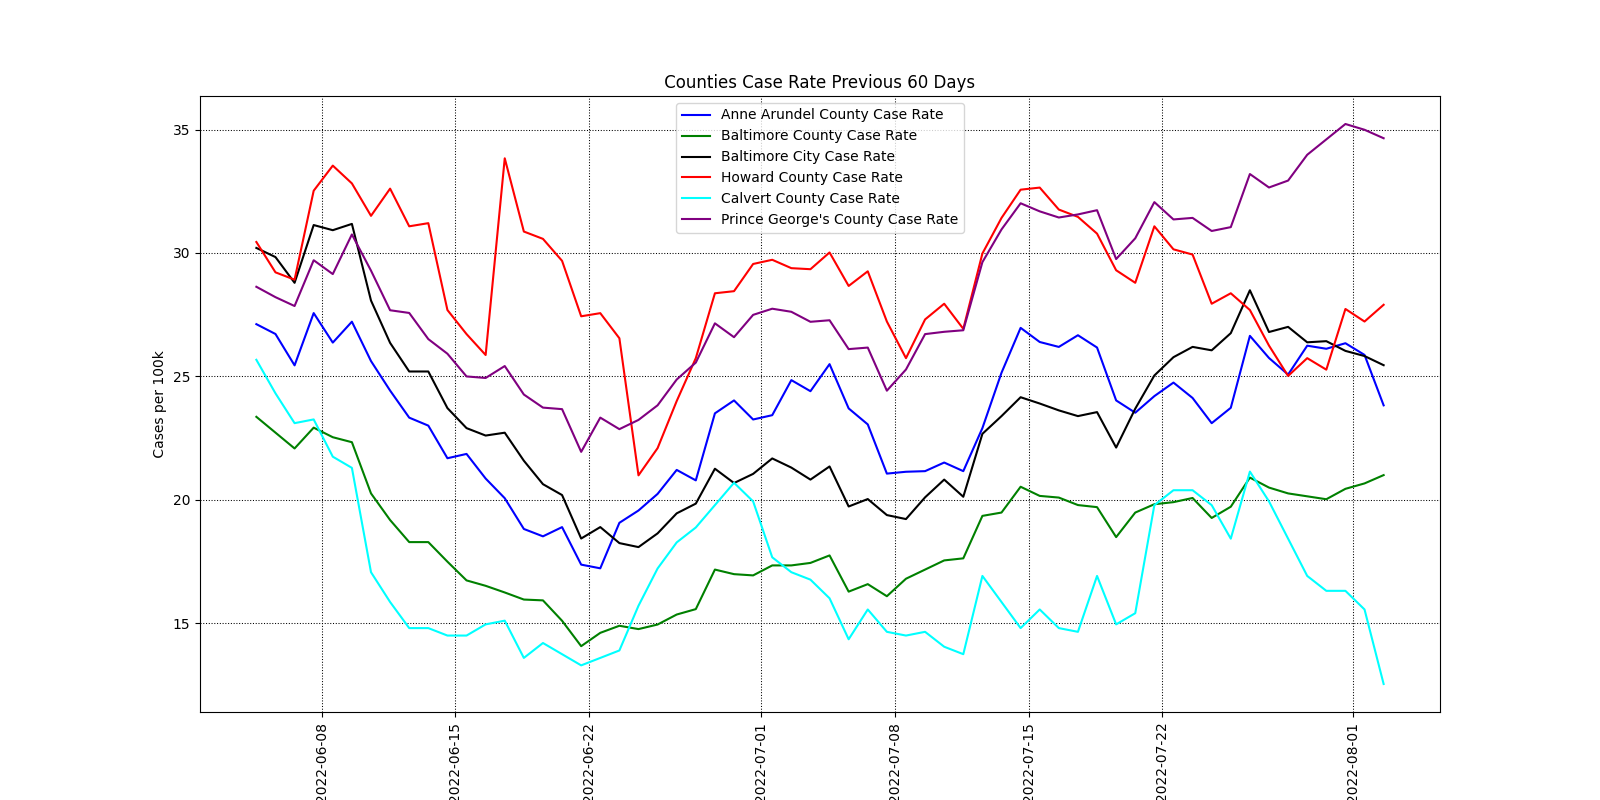 Counties Case Rate Previous 60 Days
Anne Arundel County Case Rate
Baltimore County Case Rate
Baltimore City Case Rate
Howard County Case Rate
Calvert County Case Rate
Prince George's County Case Rate
Cases per 100k
35
30
25
20
15
2022-06-08
2022-06-15
2022-06-22
2022-07-01
2022-07-08
2022-07-15
2022-07-22
2022-08-01